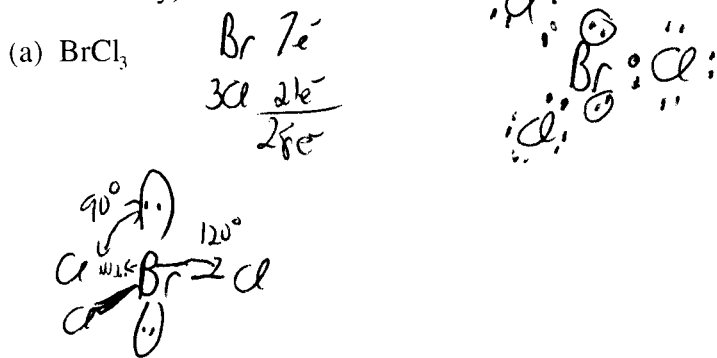 (a) BrCl₃
Br 7e⁻
3Cl 21e⁻
28e⁻
Cl
Br Cl
Cl
90°
120°
Cl Br Cl
Cl